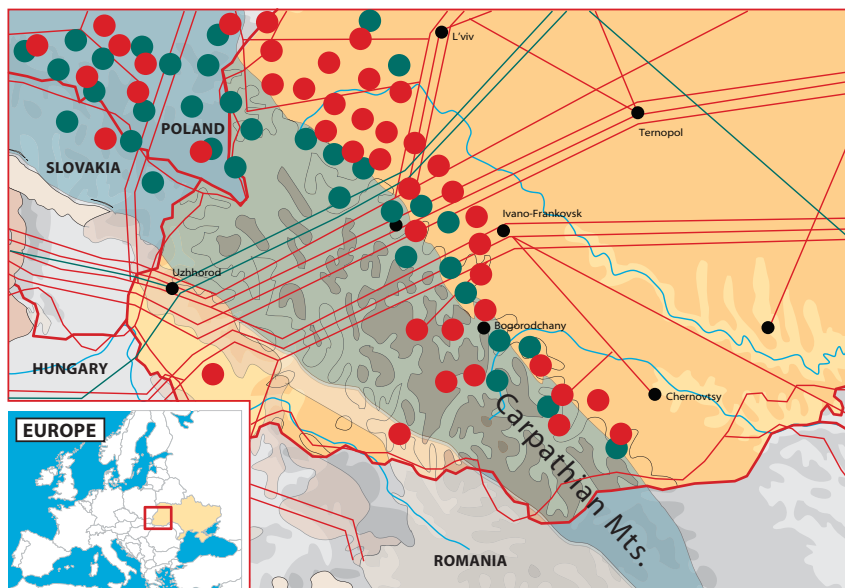 L'viv
POLAND
Ternopol
SLOVAKIA
Ivano-Frankovsk
Uzhhorod
Bogorodchany
HUNGARY
Chernovtsy
Carpathian Mts.
EUROPE
ROMANIA